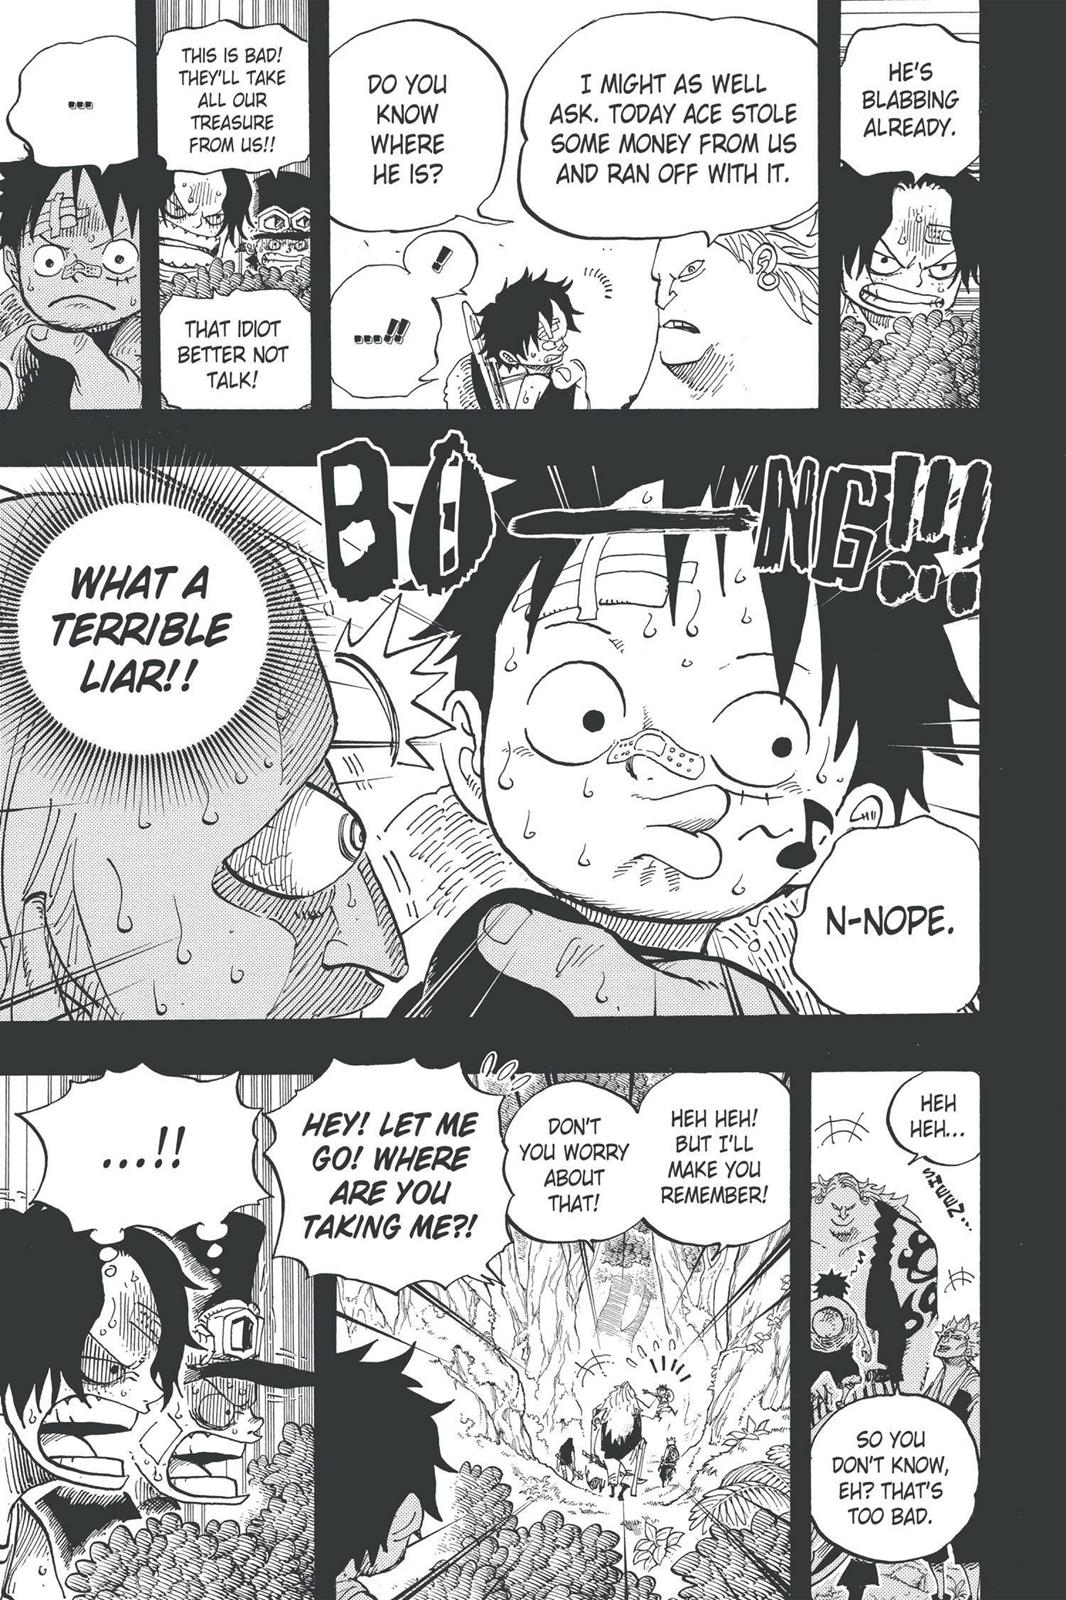 HE'S
BLABBING
ALREADY.
I MIGHT AS WELL
ASK. TODAY ACE STOLE
SOME MONEY FROM US
AND RAN OFF WITH IT.
DO YOU
KNOW
WHERE
HE IS?
!
.....!!
THIS IS BAD!
THEY'LL TAKE
ALL OUR
TREASURE
FROM US!!
THAT IDIOT
BETTER NOT
TALK!
...
BO—NG!!!
N-NOPE.
WHAT A
TERRIBLE
LIAR!!
HEH
HEH...
SO YOU
DON'T KNOW,
EH? THAT'S
TOO BAD.
HEH HEH!
BUT I'LL
MAKE YOU
REMEMBER!
DON'T
YOU WORRY
ABOUT
THAT!
HEY! LET ME
GO! WHERE
ARE YOU
TAKING ME?!
...!!